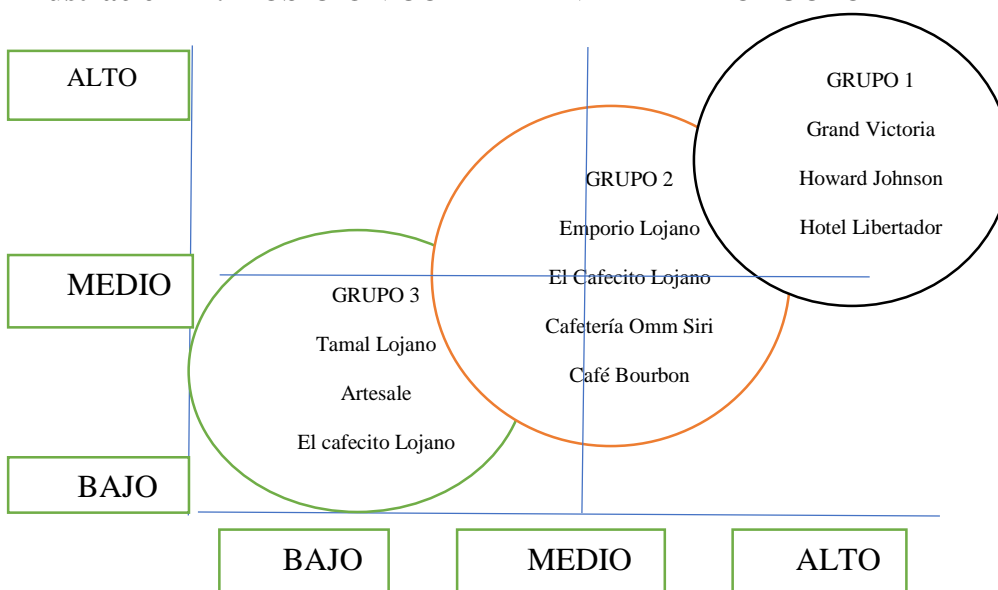 ALTO
GRUPO 1
Grand Victoria
Howard Johnson
Hotel Libertador
GRUPO 2
Emporio Lojano
El Cafecito Lojano
Cafetería Omm Siri
Café Bourbon
MEDIO
GRUPO 3
Tamal Lojano
Artesale
El cafecito Lojano
BAJO
BAJO
MEDIO
ALTO